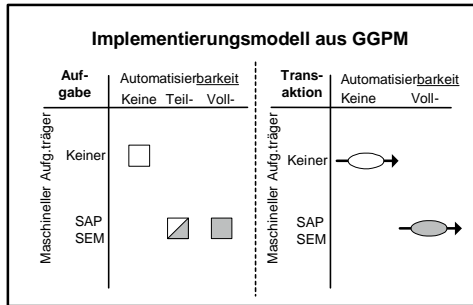 Implementierungsmodell aus GGPM
Auf-
gabe
Automatisierbarkeit
Keine Teil- Voll-
Maschineller Aufg.träger
Keiner
SAP
SEM
Trans-
aktion
Automatisierbarkeit
Keine Voll-
Maschineller Aufg.träger
Keiner
SAP
SEM